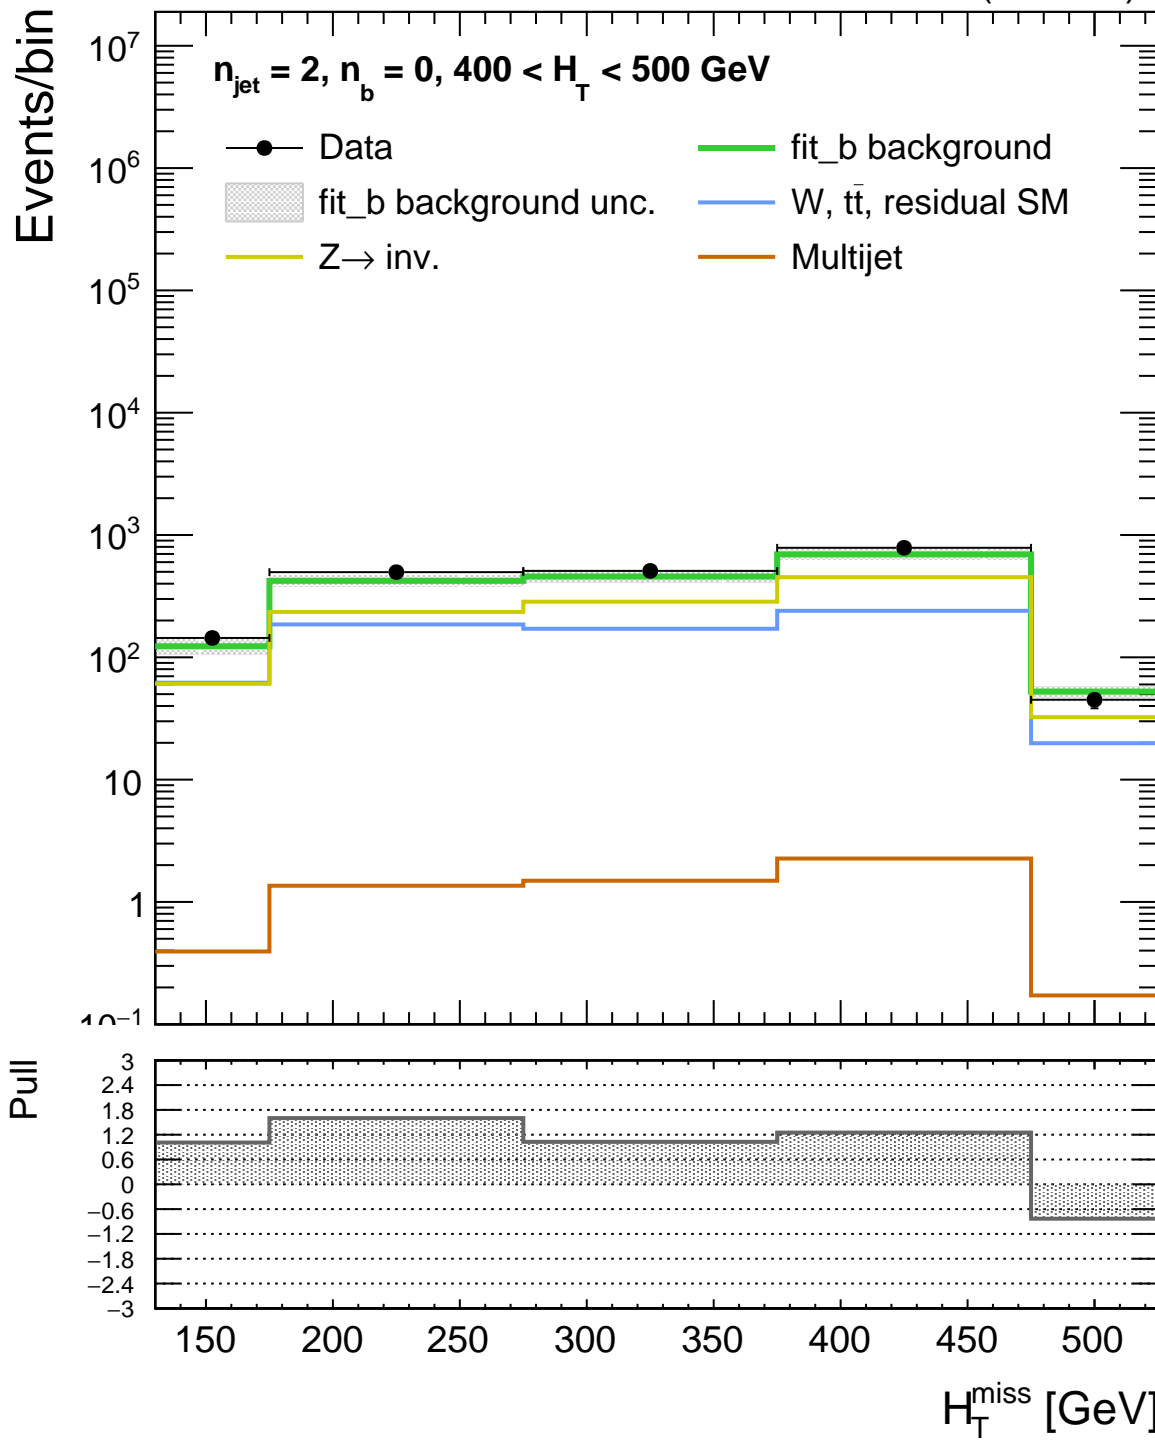 n_jet = 2, n_b = 0, 400 < H_T < 500 GeV
Data
fit_b background
fit_b background unc.
W, tt̄, residual SM
Z→ inv.
Multijet
Events/bin
10^7
10^6
10^5
10^4
10^3
10^2
10
1
10^−1
Pull
3
2.4
1.8
1.2
0.6
0
−0.6
−1.2
−1.8
−2.4
−3
150 200 250 300 350 400 450 500
H_T^miss [GeV]